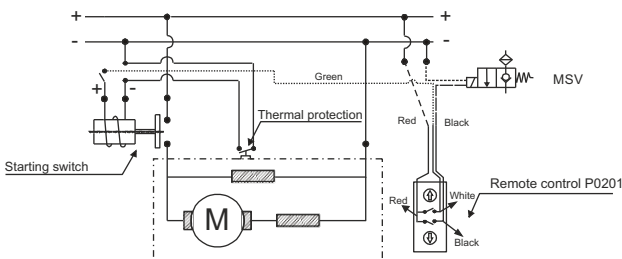 + +
- -
Green
MSV
+ -
Red Black
Thermal protection
Starting switch
Remote control P0201
Red White
M
Black